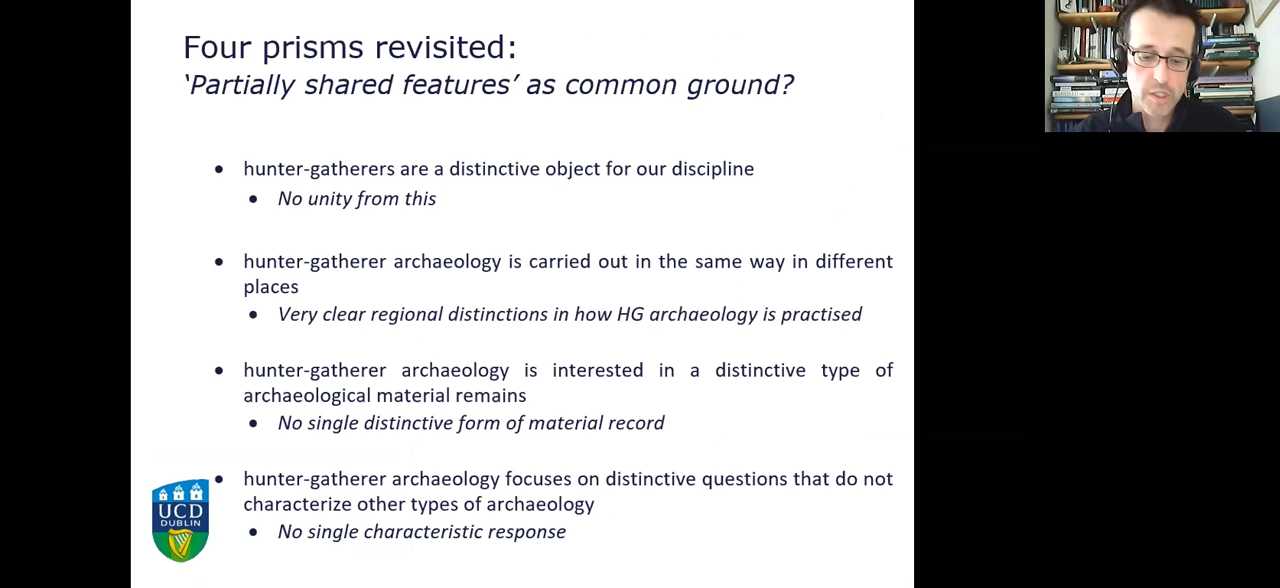 Four prisms revisited:
‘Partially shared features’ as common ground?
• hunter-gatherers are a distinctive object for our discipline
• No unity from this
• hunter-gatherer archaeology is carried out in the same way in different
places
• Very clear regional distinctions in how HG archaeology is practised
• hunter-gatherer archaeology is interested in a distinctive type of
archaeological material remains
• No single distinctive form of material record
• hunter-gatherer archaeology focuses on distinctive questions that do not
characterize other types of archaeology
• No single characteristic response
UCD
DUBLIN